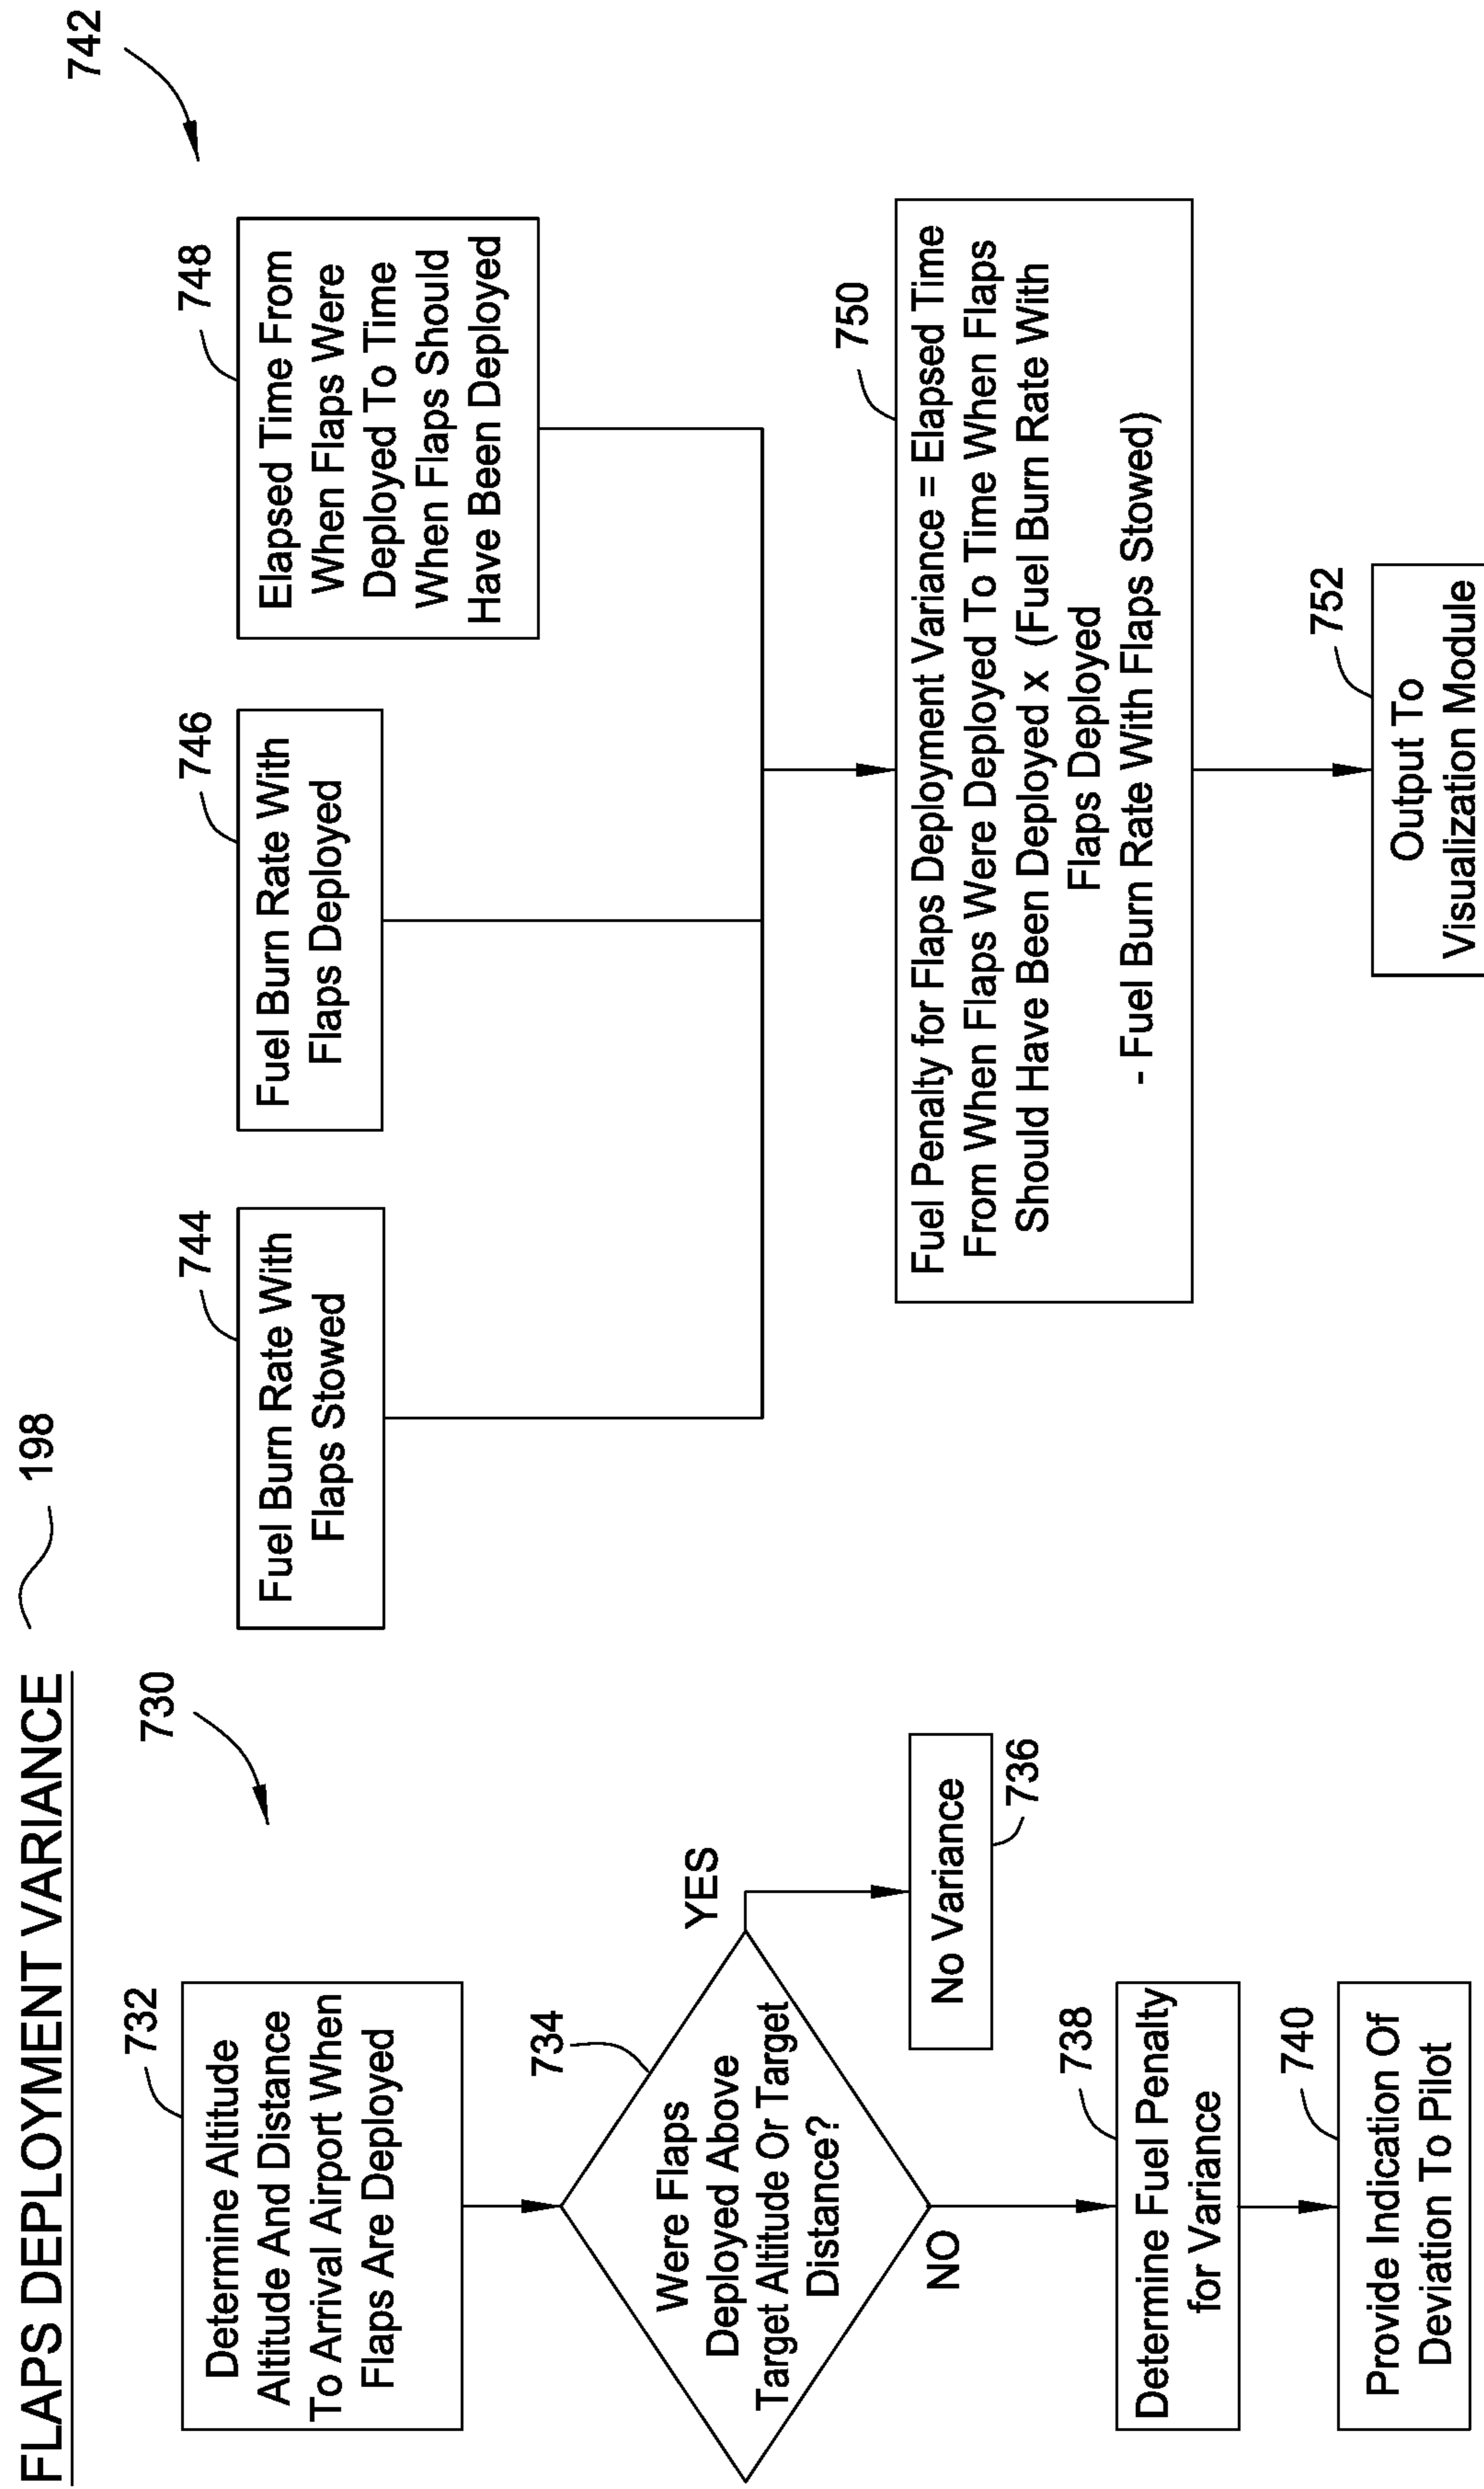 FLAPS DEPLOYMENT VARIANCE
198
730
732
Determine Altitude
Altitude And Distance
To Arrival Airport When
Flaps Are Deployed
734
Were Flaps
Deployed Above
Target Altitude Or Target
Distance?
YES
No Variance
736
NO
738
Determine Fuel Penalty
for Variance
740
Provide Indication Of
Deviation To Pilot
742
744
Fuel Burn Rate With
Flaps Stowed
746
Fuel Burn Rate With
Flaps Deployed
748
Elapsed Time From
When Flaps Were
Deployed To Time
When Flaps Should
Have Been Deployed
750
Fuel Penalty for Flaps Deployment Variance = Elapsed Time
From When Flaps Were Deployed To Time When Flaps
Should Have Been Deployed x (Fuel Burn Rate With
Flaps Deployed
- Fuel Burn Rate With Flaps Stowed)
752
Output To
Visualization Module